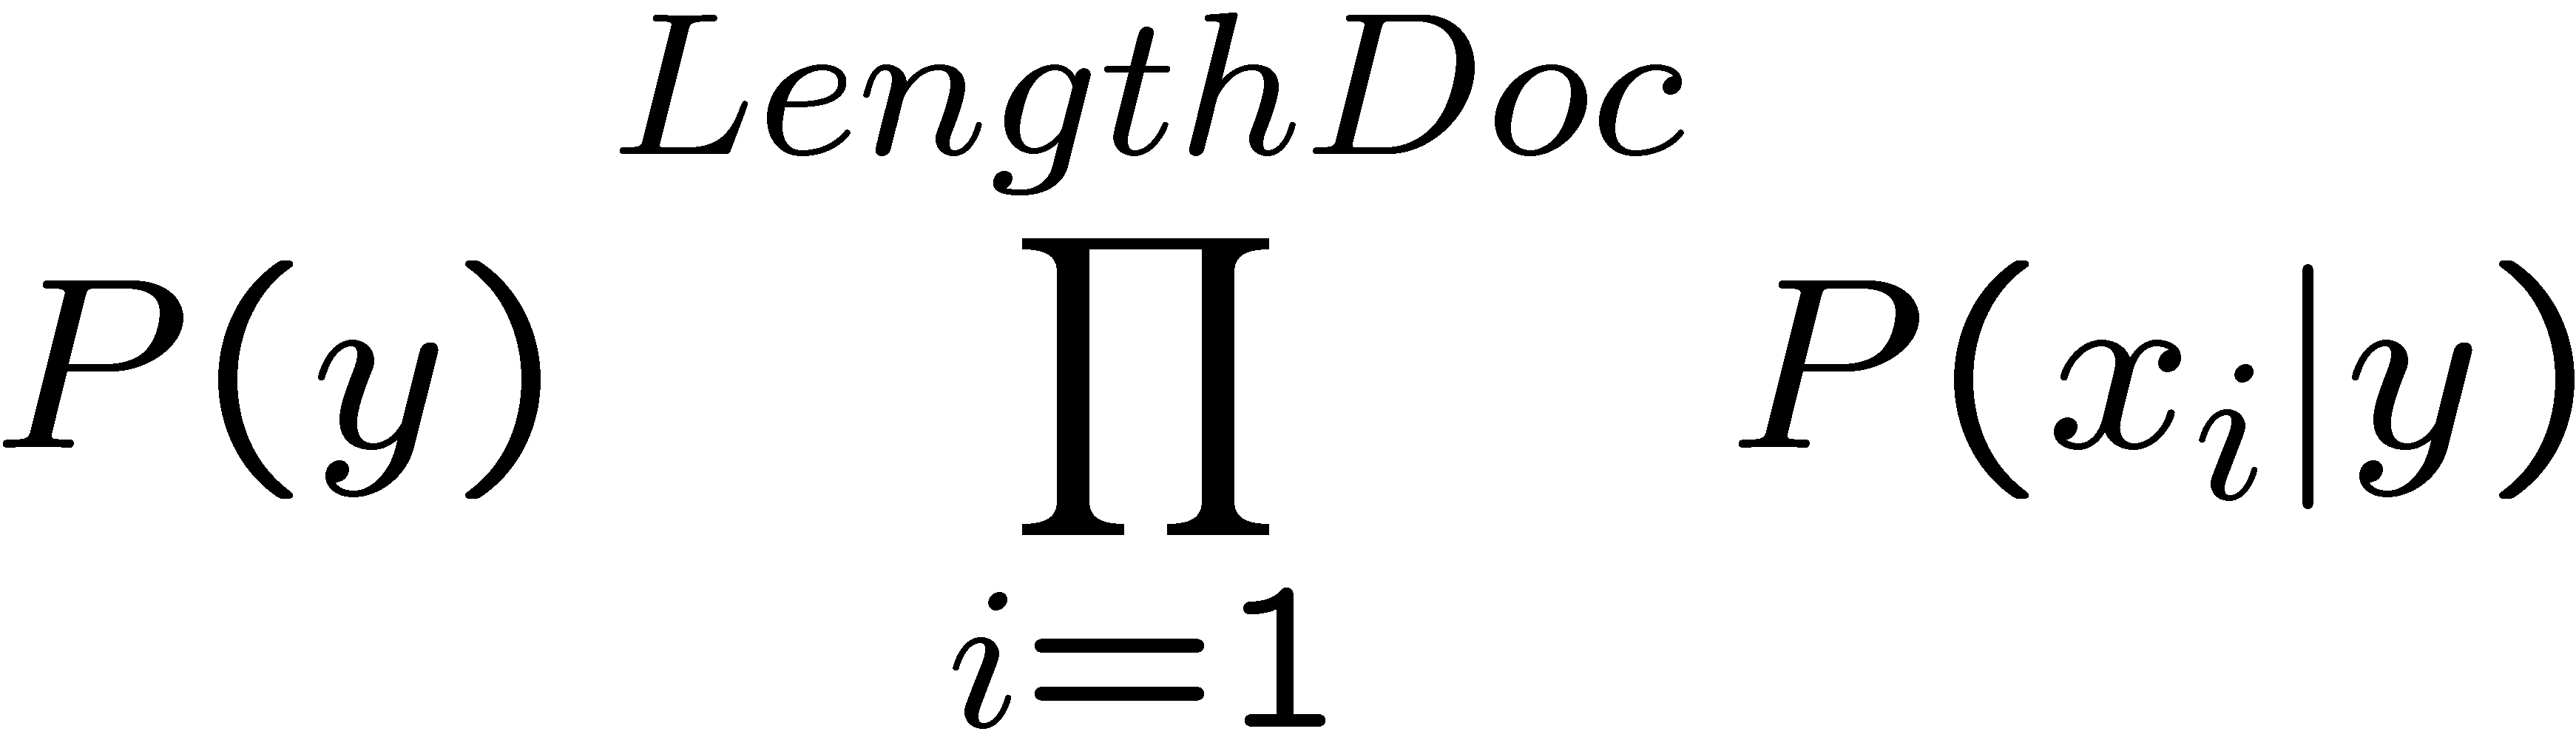 LengthDoc
P(y) ∏ P(x_i|y)
i=1